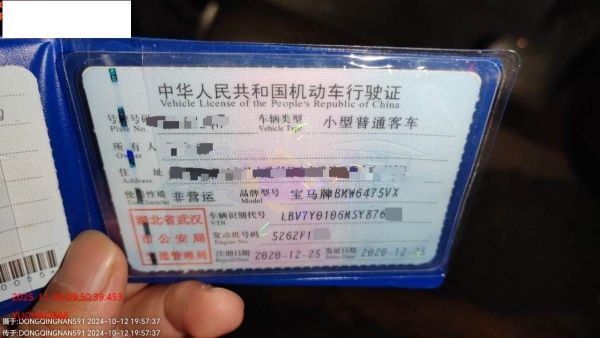 中华人民共和国机动车行驶证
Vehicle License of the People's Republic of China
号牌号码 车辆类型 小型普通客车
Plate No. Vehicle Type
所有人
Owner
住 址
使用性质 非营运 品牌型号 宝马牌BMW6475VX
Use Character Model
湖北省武汉 车辆识别代号 LBV7Y0106MSY876
VIN
市公安局 发动机号码 5262F1
Engine No.
交通管理局 注册日期 2020-12-25 发证日期 2020-12-25
Register Date Issue Date
09:50:39.453
摄于:DONGQINGNAN591 2024-10-12 19:57:37
传于:DONGQINGNAN591 2024-10-12 19:57:37